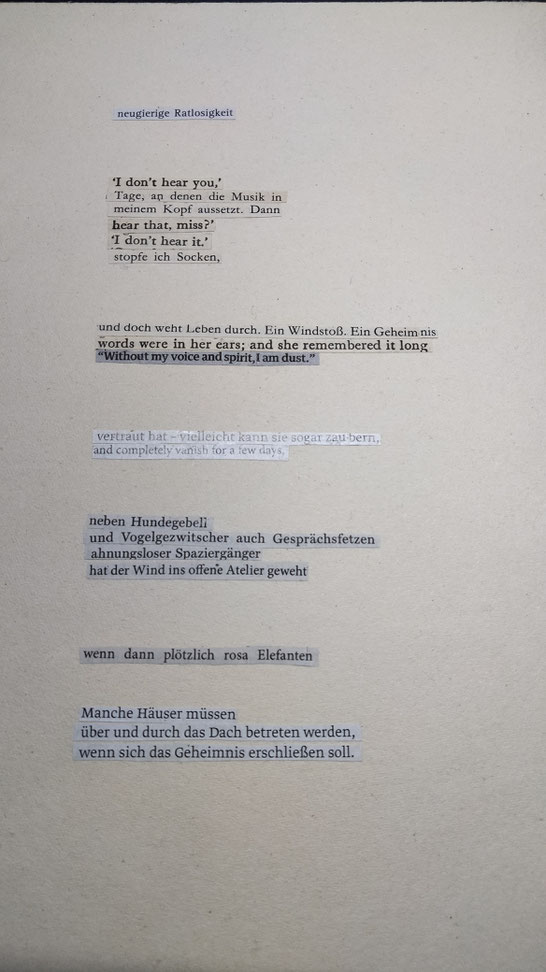 neugierige Ratlosigkeit
'I don't hear you,'
Tage, an denen die Musik in
meinem Kopf aussetzt. Dann
hear that, miss?'
'I don't hear it.'
stopfe ich Socken,
und doch weht Leben durch. Ein Windstoß. Ein Geheimnis
words were in her ears; and she remembered it long
"Without my voice and spirit, I am dust."
vertraut hat – vielleicht kann sie sogar zaubern,
and completely vanish for a few days,
neben Hundegebell
und Vogelgezwitscher auch Gesprächsfetzen
ahnungsloser Spaziergänger
hat der Wind ins offene Atelier geweht
wenn dann plötzlich rosa Elefanten
Manche Häuser müssen
über und durch das Dach betreten werden,
wenn sich das Geheimnis erschließen soll.